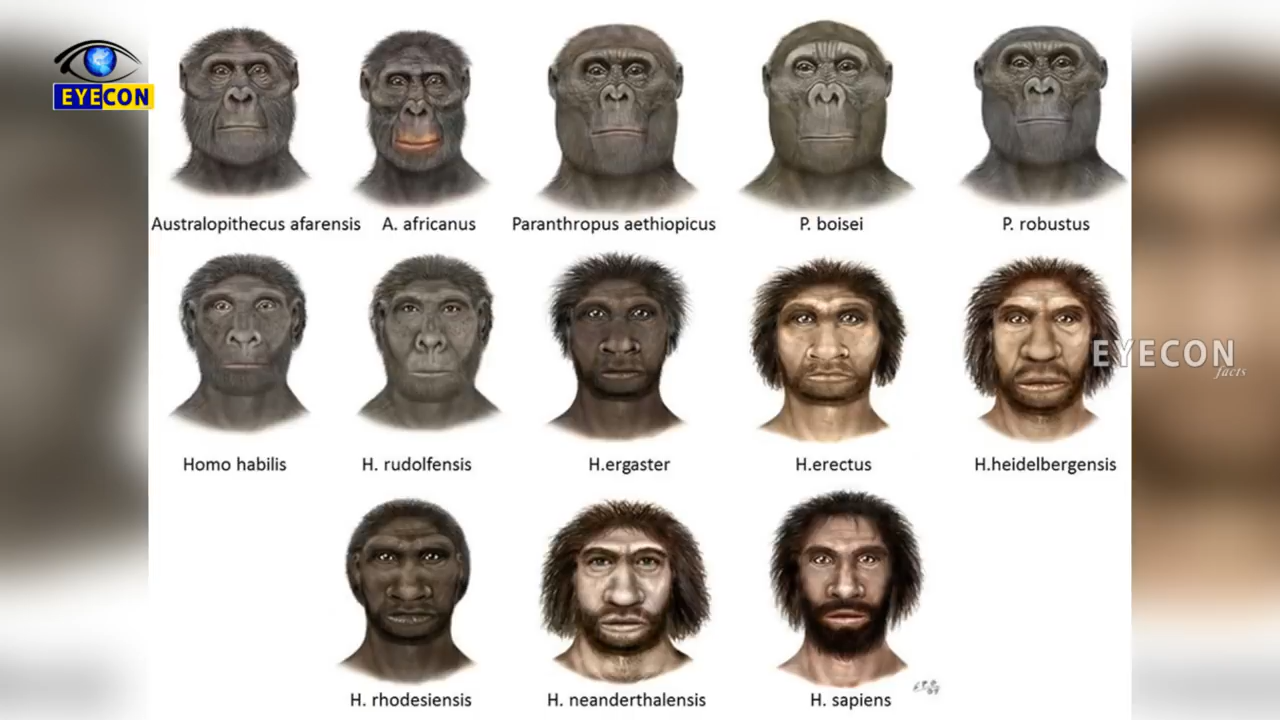 EYECON
Australopithecus afarensis
A. africanus
Paranthropus aethiopicus
P. boisei
P. robustus
EYECON
facts
Homo habilis
H. rudolfensis
H.ergaster
H.erectus
H.heidelbergensis
H. rhodesiensis
H. neanderthalensis
H. sapiens